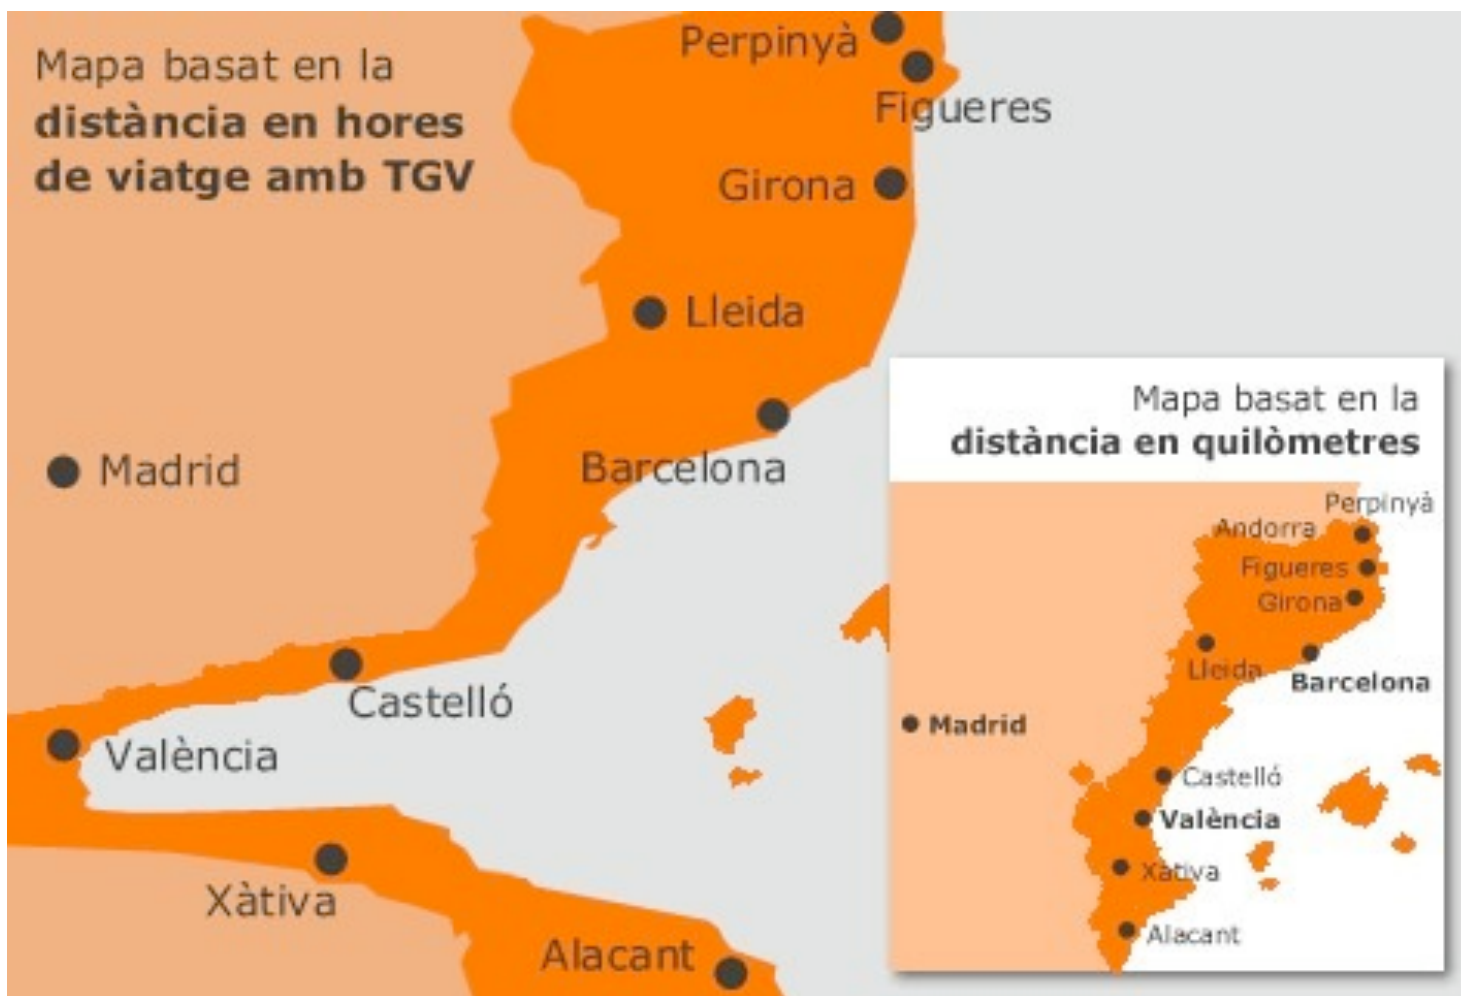 Mapa basat en la
distància en hores
de viatge amb TGV
Perpinyà
Figueres
Girona
Lleida
Barcelona
Madrid
Castelló
València
Xàtiva
Alacant
Mapa basat en la
distància en quilòmetres
Perpinyà
Andorra
Figueres
Girona
Lleida
Barcelona
Madrid
Castelló
València
Xàtiva
Alacant